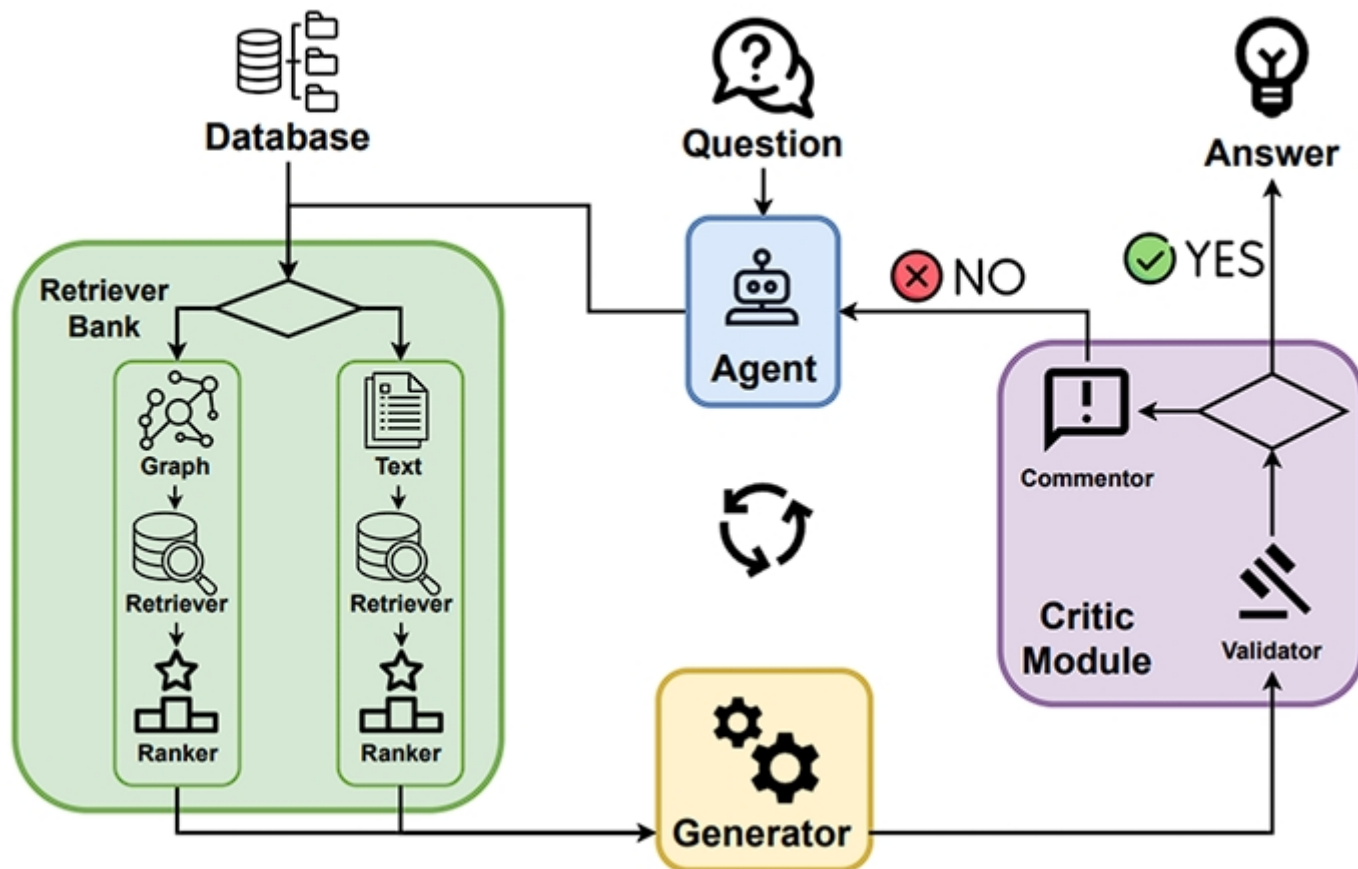 Database
Question
Answer
Retriever
Bank
NO
YES
Agent
Graph
Text
Commentor
Retriever
Retriever
Critic
Module
Validator
Ranker
Ranker
Generator